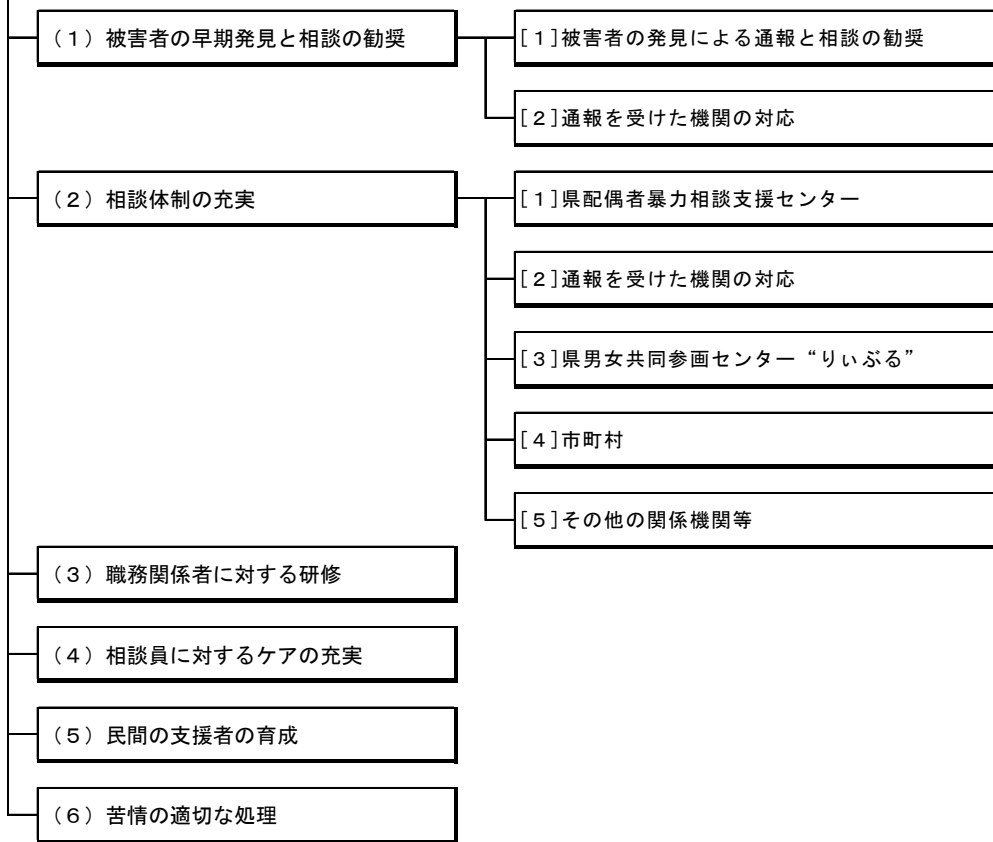 （１）被害者の早期発見と相談の勧奨
[１]被害者の発見による通報と相談の勧奨
[２]通報を受けた機関の対応
（２）相談体制の充実
[１]県配偶者暴力相談支援センター
[２]通報を受けた機関の対応
[３]県男女共同参画センター“りぃぶる”
[４]市町村
[５]その他の関係機関等
（３）職務関係者に対する研修
（４）相談員に対するケアの充実
（５）民間の支援者の育成
（６）苦情の適切な処理